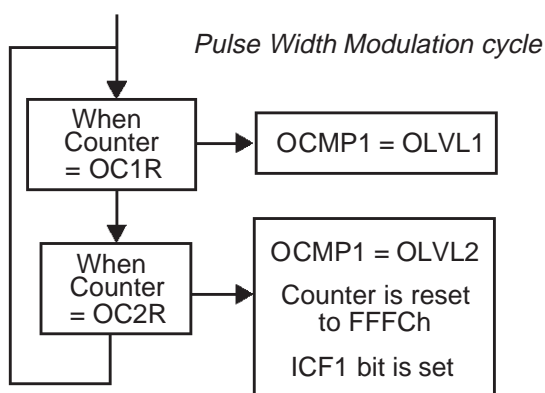 Pulse Width Modulation cycle
When
Counter
= OC1R
OCMP1 = OLVL1
When
Counter
= OC2R
OCMP1 = OLVL2
Counter is reset
to FFFCh
ICF1 bit is set